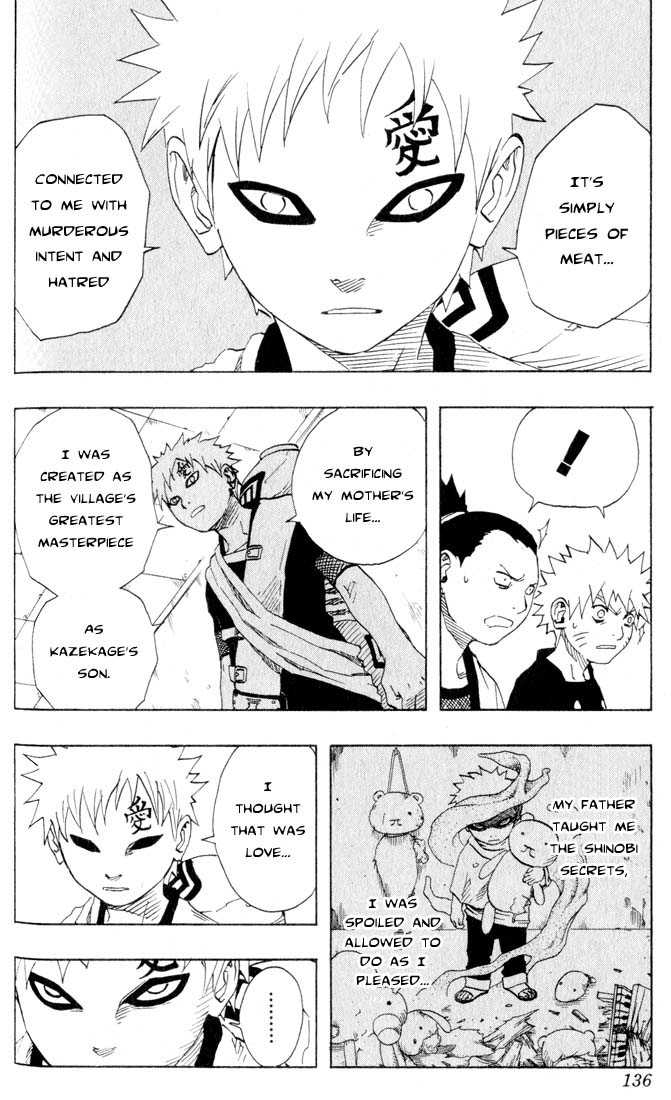 愛
IT'S
SIMPLY
PIECES OF
MEAT...
CONNECTED
TO ME WITH
MURDEROUS
INTENT AND
HATRED
!
BY
SACRIFICING
MY MOTHER'S
LIFE...
愛
I WAS
CREATED AS
THE VILLAGE'S
GREATEST
MASTERPIECE
AS
KAZEKAGE'S
SON.
MY FATHER
TAUGHT ME
THE SHINOBI
SECRETS,
I WAS
SPOILED AND
ALLOWED TO
DO AS I
PLEASED...
I
THOUGHT
THAT WAS
LOVE...
愛
........
136